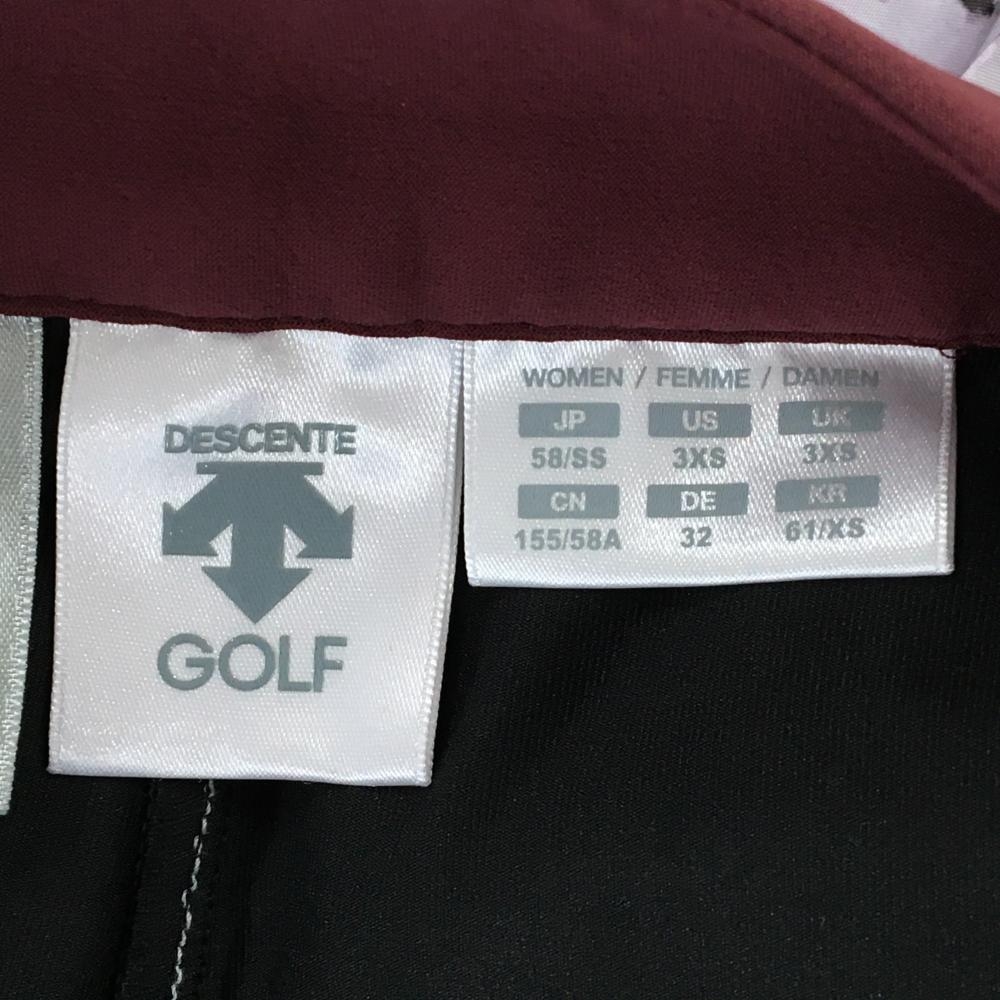 DESCENTE
GOLF
WOMEN / FEMME / DAMEN
JP US UK
58/SS 3XS 3XS
CN DE KR
155/58A 32 61/XS